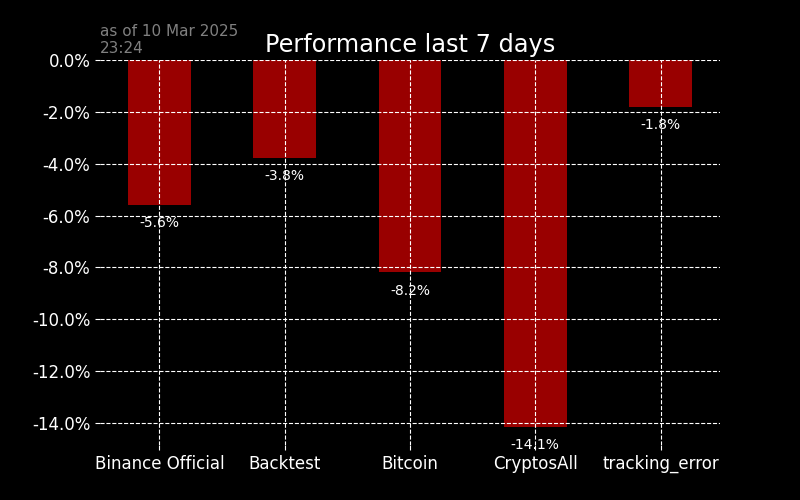 as of 10 Mar 2025
23:24
Performance last 7 days
0.0%
-2.0%
-4.0%
-6.0%
-8.0%
-10.0%
-12.0%
-14.0%
-5.6%
-3.8%
-8.2%
-14.1%
-1.8%
Binance Official
Backtest
Bitcoin
CryptosAll
tracking_error